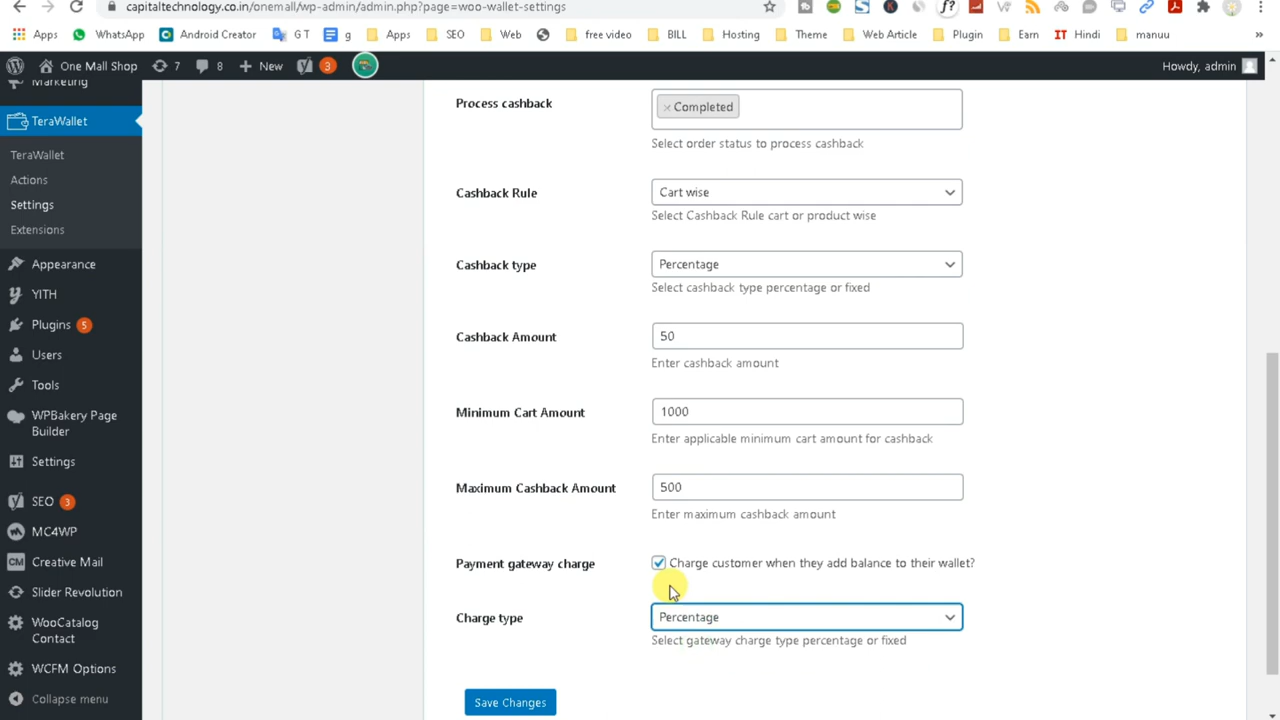 capitaltechnology.co.in/onemall/wp-admin/admin.php?page=woo-wallet-settings
Apps WhatsApp Android Creator G T g Apps SEO Web free video BILL Hosting Theme Web Article Plugin Earn IT Hindi manuu »
One Mall Shop 7 8 + New 3 Howdy, admin
Marketing
TeraWallet
TeraWallet
Actions
Settings
Extensions
Appearance
YITH
Plugins 5
Users
Tools
WPBakery Page
Builder
Settings
SEO 3
MC4WP
CM Creative Mail
Slider Revolution
WooCatalog
Contact
WCFM Options
Collapse menu
Process cashback
× Completed
Select order status to process cashback
Cashback Rule
Cart wise
Select Cashback Rule cart or product wise
Cashback type
Percentage
Select cashback type percentage or fixed
Cashback Amount
50
Enter cashback amount
Minimum Cart Amount
1000
Enter applicable minimum cart amount for cashback
Maximum Cashback Amount
500
Enter maximum cashback amount
Payment gateway charge
Charge customer when they add balance to their wallet?
Charge type
Percentage
Select gateway charge type percentage or fixed
Save Changes